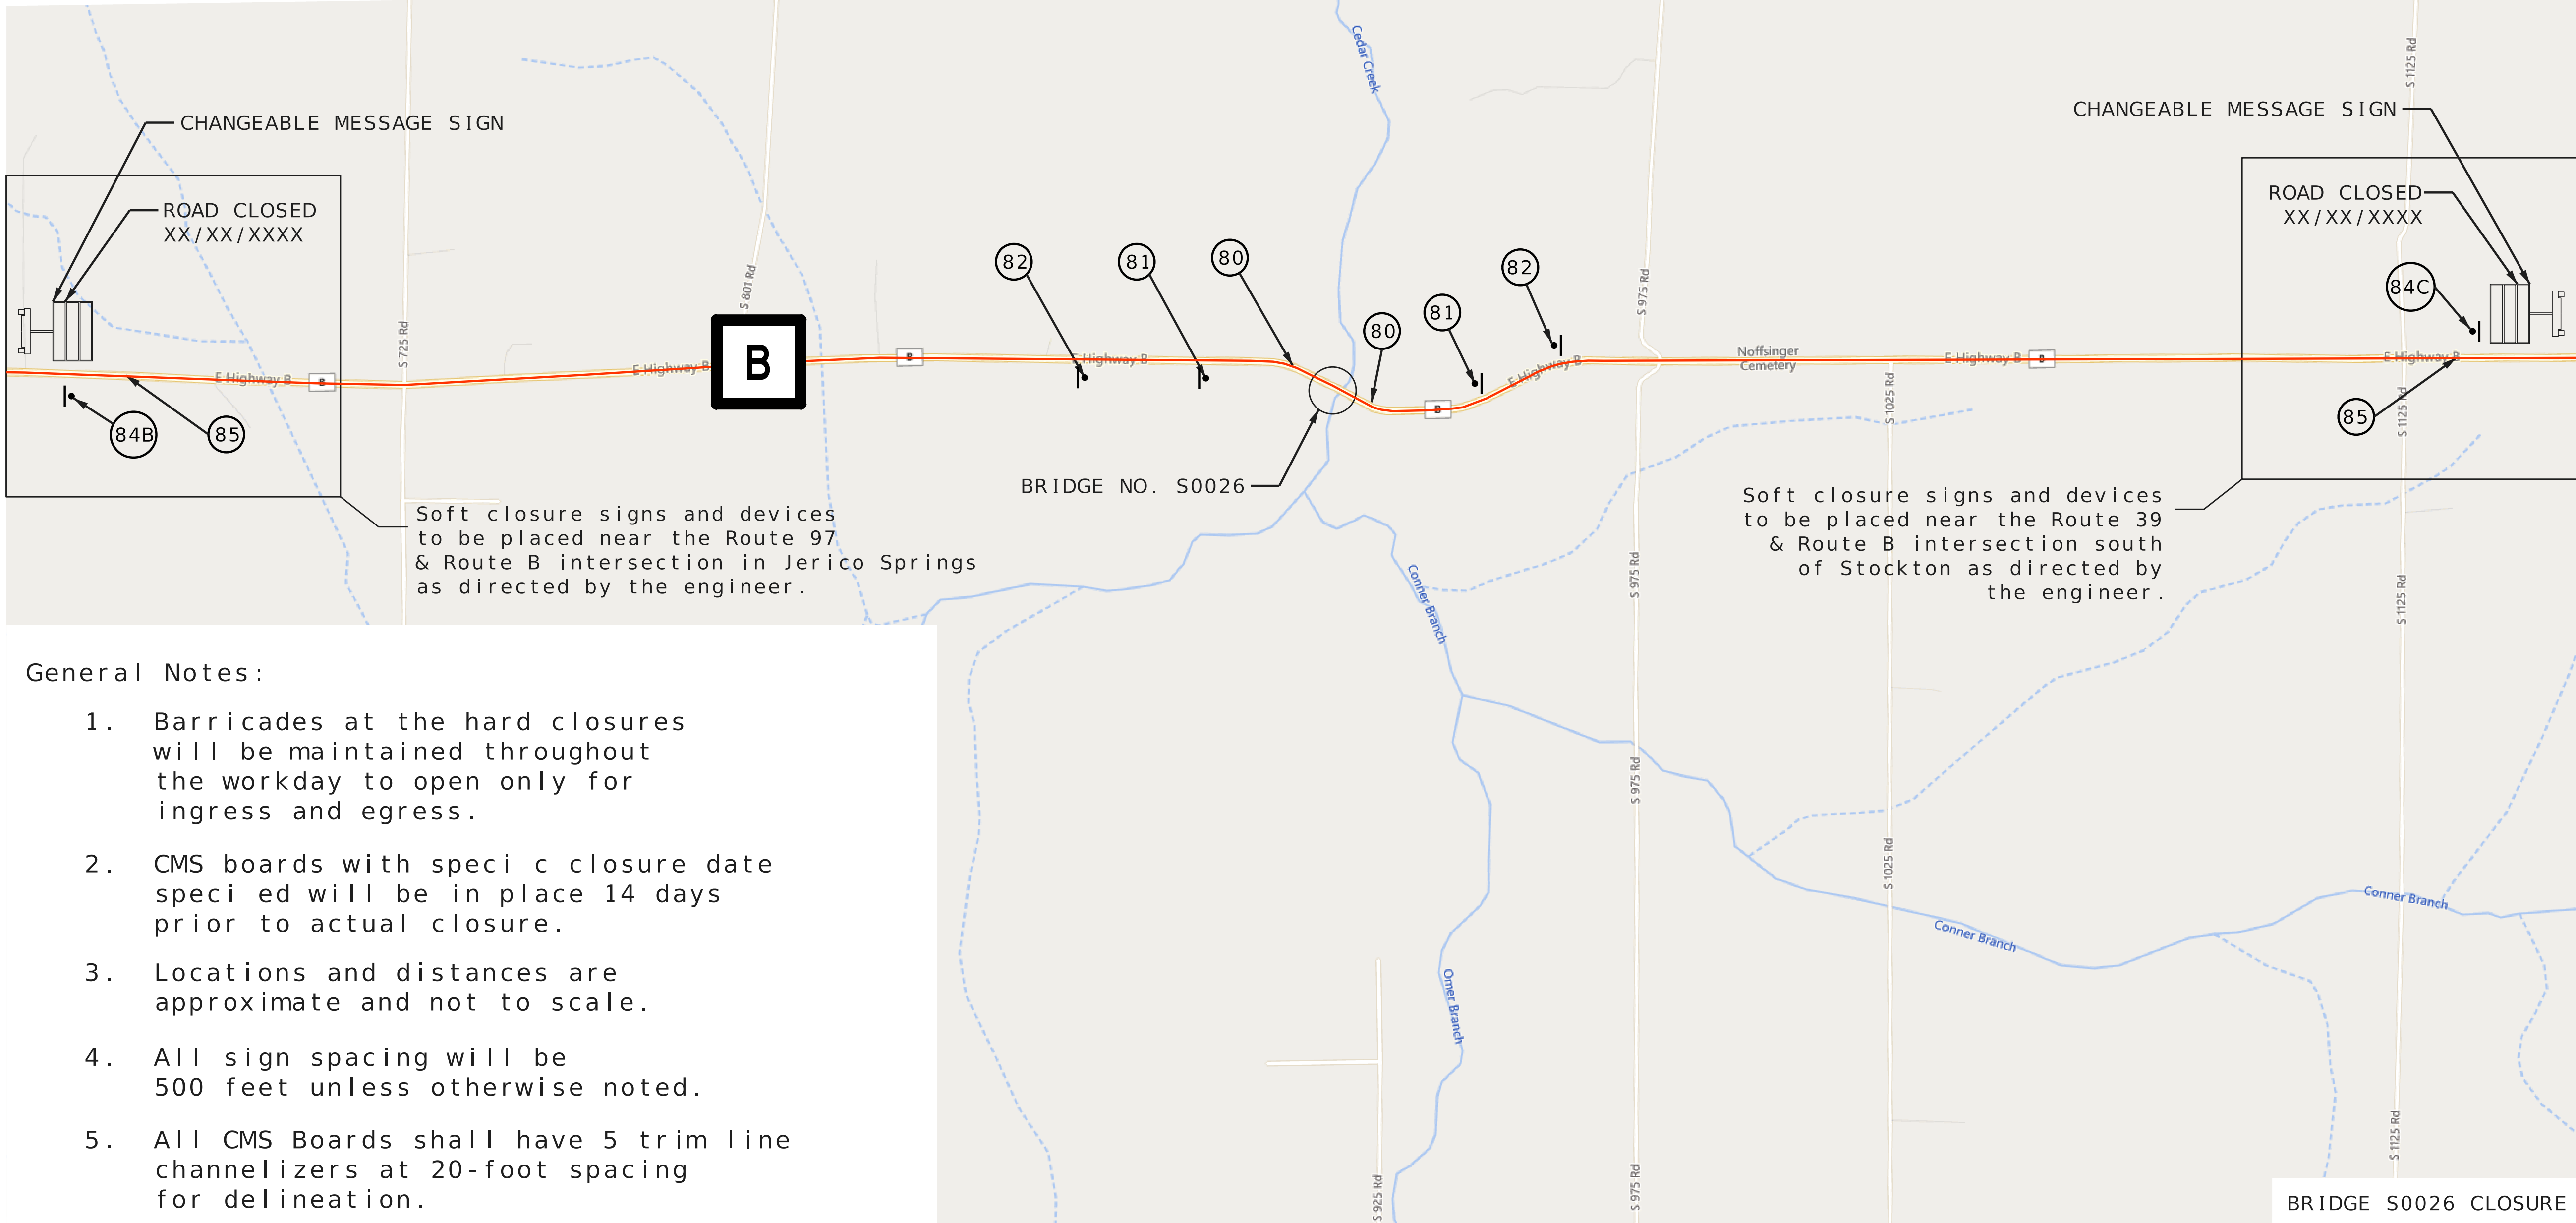 CHANGEABLE MESSAGE SIGN
ROAD CLOSED
XX/XX/XXXX
84B
85
E Highway B
B
S 725 Rd
Soft closure signs and devices
to be placed near the Route 97
& Route B intersection in Jerico Springs
as directed by the engineer.
S 801 Rd
E Highway B
B
B
82
81
80
E Highway B
Cedar Creek
80
81
82
B
E Highway B
BRIDGE NO. S0026
S 975 Rd
Noffsinger
Cemetery
E Highway B
B
S 1025 Rd
CHANGEABLE MESSAGE SIGN
S 1125 Rd
ROAD CLOSED
XX/XX/XXXX
84C
85
E Highway B
S 1125 Rd
Soft closure signs and devices
to be placed near the Route 39
& Route B intersection south
of Stockton as directed by
the engineer.
Conner Branch
S 975 Rd
S 1125 Rd
S 975 Rd
S 1025 Rd
Conner Branch
Conner Branch
Omer Branch
S 925 Rd
S 975 Rd
S 1125 Rd
General Notes:
1. Barricades at the hard closures
will be maintained throughout
the workday to open only for
ingress and egress.
2. CMS boards with speci c closure date
speci ed will be in place 14 days
prior to actual closure.
3. Locations and distances are
approximate and not to scale.
4. All sign spacing will be
500 feet unless otherwise noted.
5. All CMS Boards shall have 5 trim line
channelizers at 20-foot spacing
for delineation.
BRIDGE S0026 CLOSURE